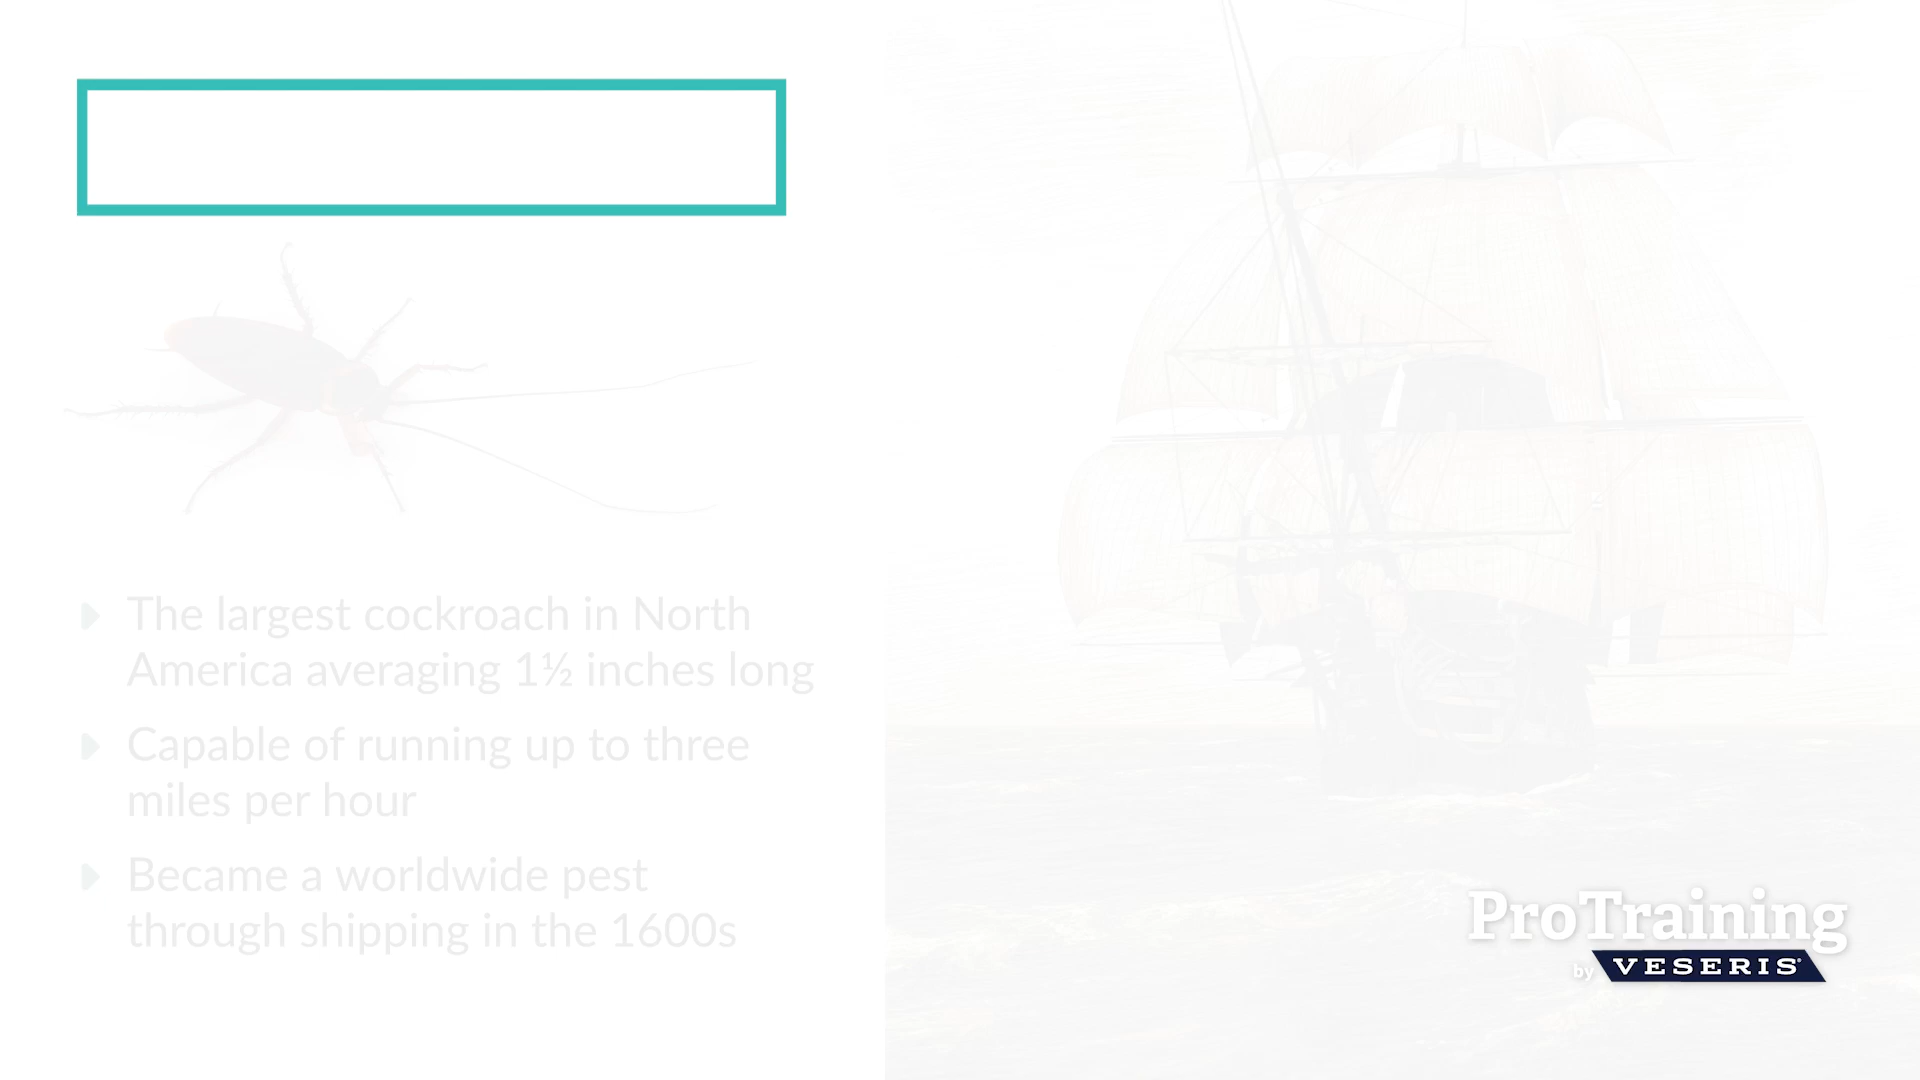 The largest cockroach in North
America averaging 1½ inches long
Capable of running up to three
miles per hour
Became a worldwide pest
through shipping in the 1600s
ProTraining
by VESERIS